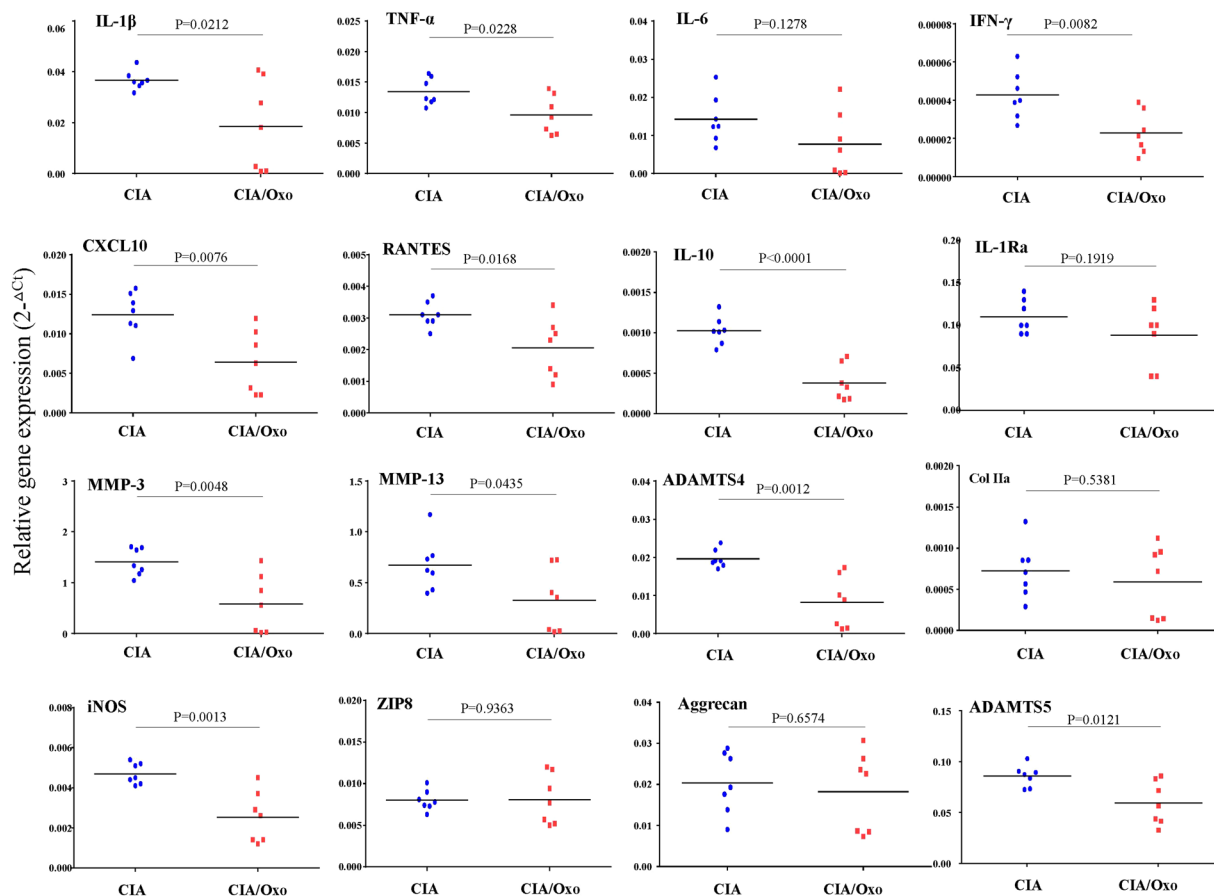 Relative gene expression (2-ΔCt)
IL-1β
P=0.0212
0.06
0.04
0.02
0.00
CIA CIA/Oxo
TNF-α
P=0.0228
0.025
0.020
0.015
0.010
0.005
0.000
CIA CIA/Oxo
IL-6
P=0.1278
0.04
0.03
0.02
0.01
0.00
CIA CIA/Oxo
IFN-γ
P=0.0082
0.00008
0.00006
0.00004
0.00002
0.00000
CIA CIA/Oxo
CXCL10
P=0.0076
0.020
0.015
0.010
0.005
0.000
CIA CIA/Oxo
RANTES
P=0.0168
0.005
0.004
0.003
0.002
0.001
0.000
CIA CIA/Oxo
IL-10
P<0.0001
0.0020
0.0015
0.0010
0.0005
0.0000
CIA CIA/Oxo
IL-1Ra
P=0.1919
0.20
0.15
0.10
0.05
0.00
CIA CIA/Oxo
MMP-3
P=0.0048
3
2
1
0
CIA CIA/Oxo
MMP-13
P=0.0435
1.5
1.0
0.5
0.0
CIA CIA/Oxo
ADAMTS4
P=0.0012
0.04
0.03
0.02
0.01
0.00
CIA CIA/Oxo
Col IIa
P=0.5381
0.0020
0.0015
0.0010
0.0005
0.0000
CIA CIA/Oxo
iNOS
P=0.0013
0.008
0.006
0.004
0.002
0.000
CIA CIA/Oxo
ZIP8
P=0.9363
0.020
0.015
0.010
0.005
0.000
CIA CIA/Oxo
Aggrecan
P=0.6574
0.04
0.03
0.02
0.01
0.00
CIA CIA/Oxo
ADAMTS5
P=0.0121
0.15
0.10
0.05
0.00
CIA CIA/Oxo